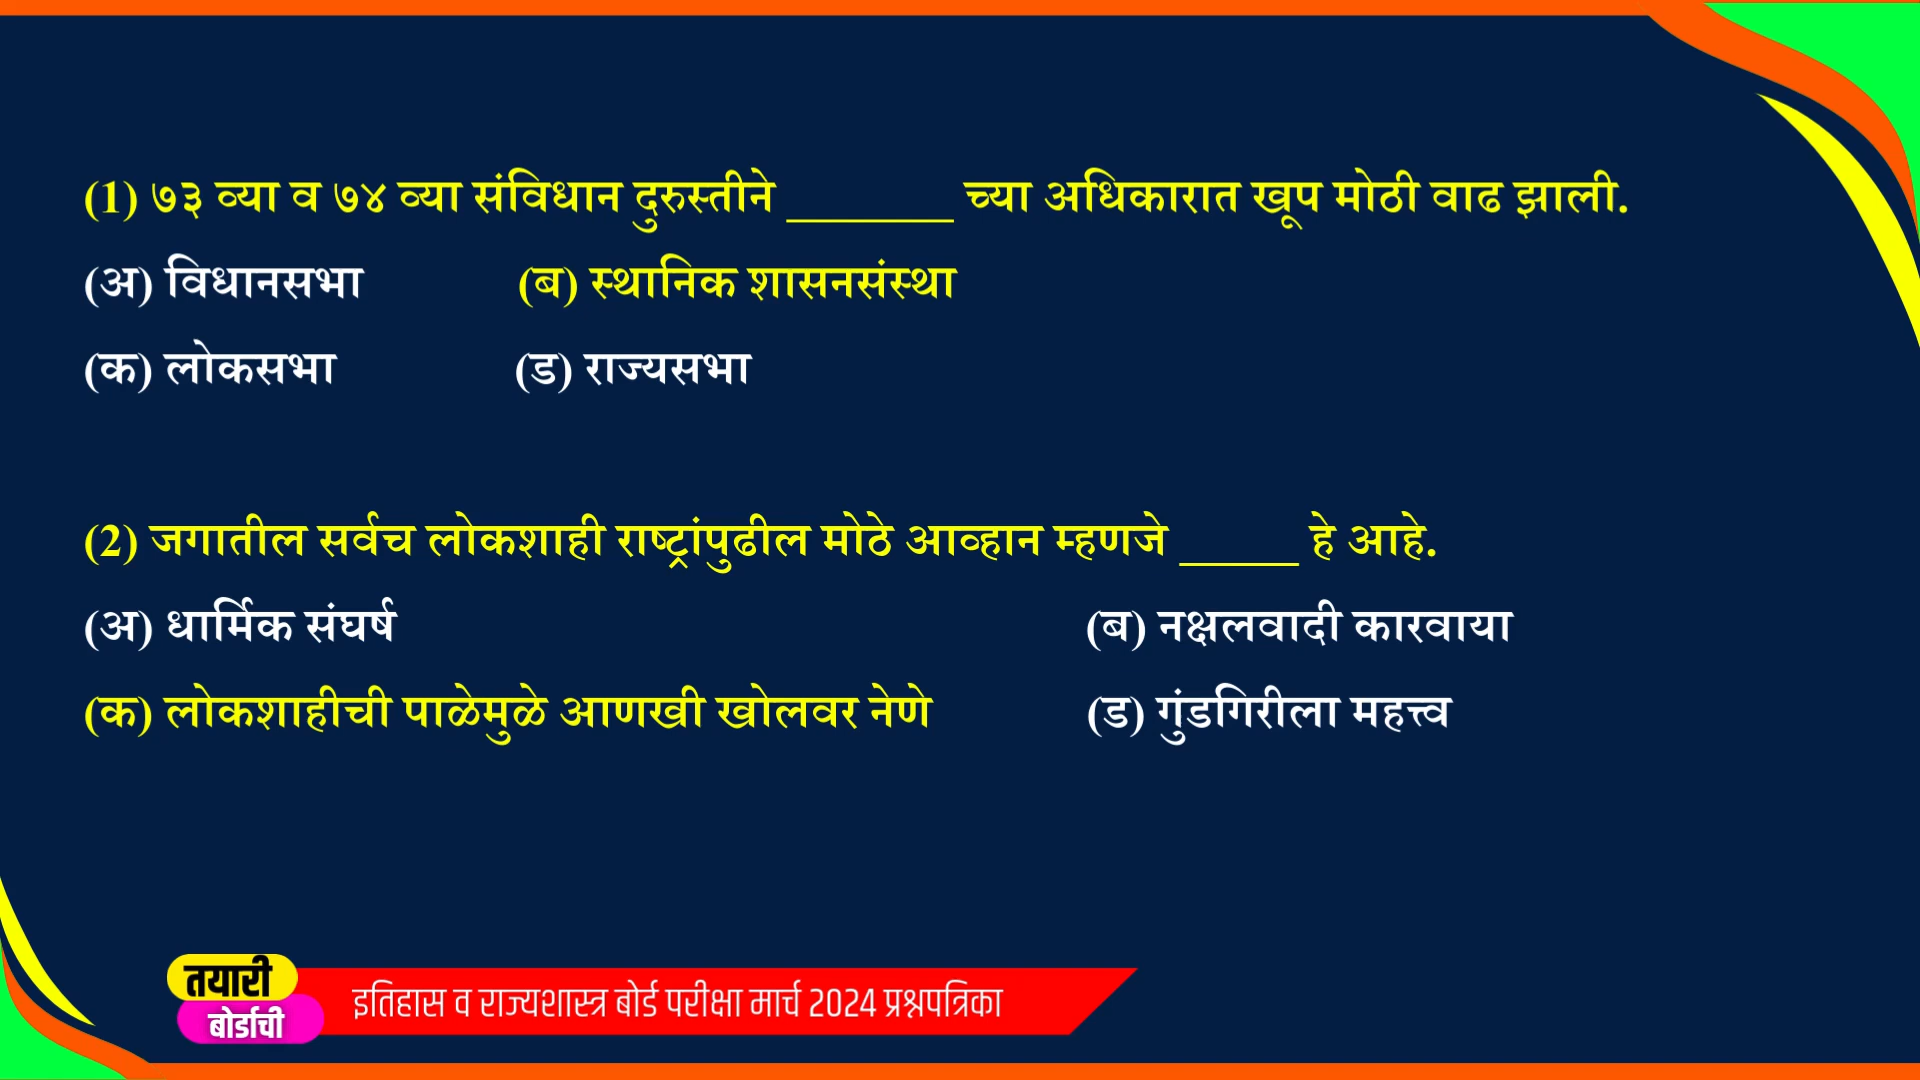 (1) ७३ व्या व ७४ व्या संविधान दुरुस्तीने _______ च्या अधिकारात खूप मोठी वाढ झाली.
(अ) विधानसभा (ब) स्थानिक शासनसंस्था
(क) लोकसभा (ड) राज्यसभा
(2) जगातील सर्वच लोकशाही राष्ट्रांपुढील मोठे आव्हान म्हणजे _____ हे आहे.
(अ) धार्मिक संघर्ष (ब) नक्षलवादी कारवाया
(क) लोकशाहीची पाळेमुळे आणखी खोलवर नेणे (ड) गुंडगिरीला महत्त्व
तयारी
बोर्डाची
इतिहास व राज्यशास्त्र बोर्ड परीक्षा मार्च 2024 प्रश्नपत्रिका